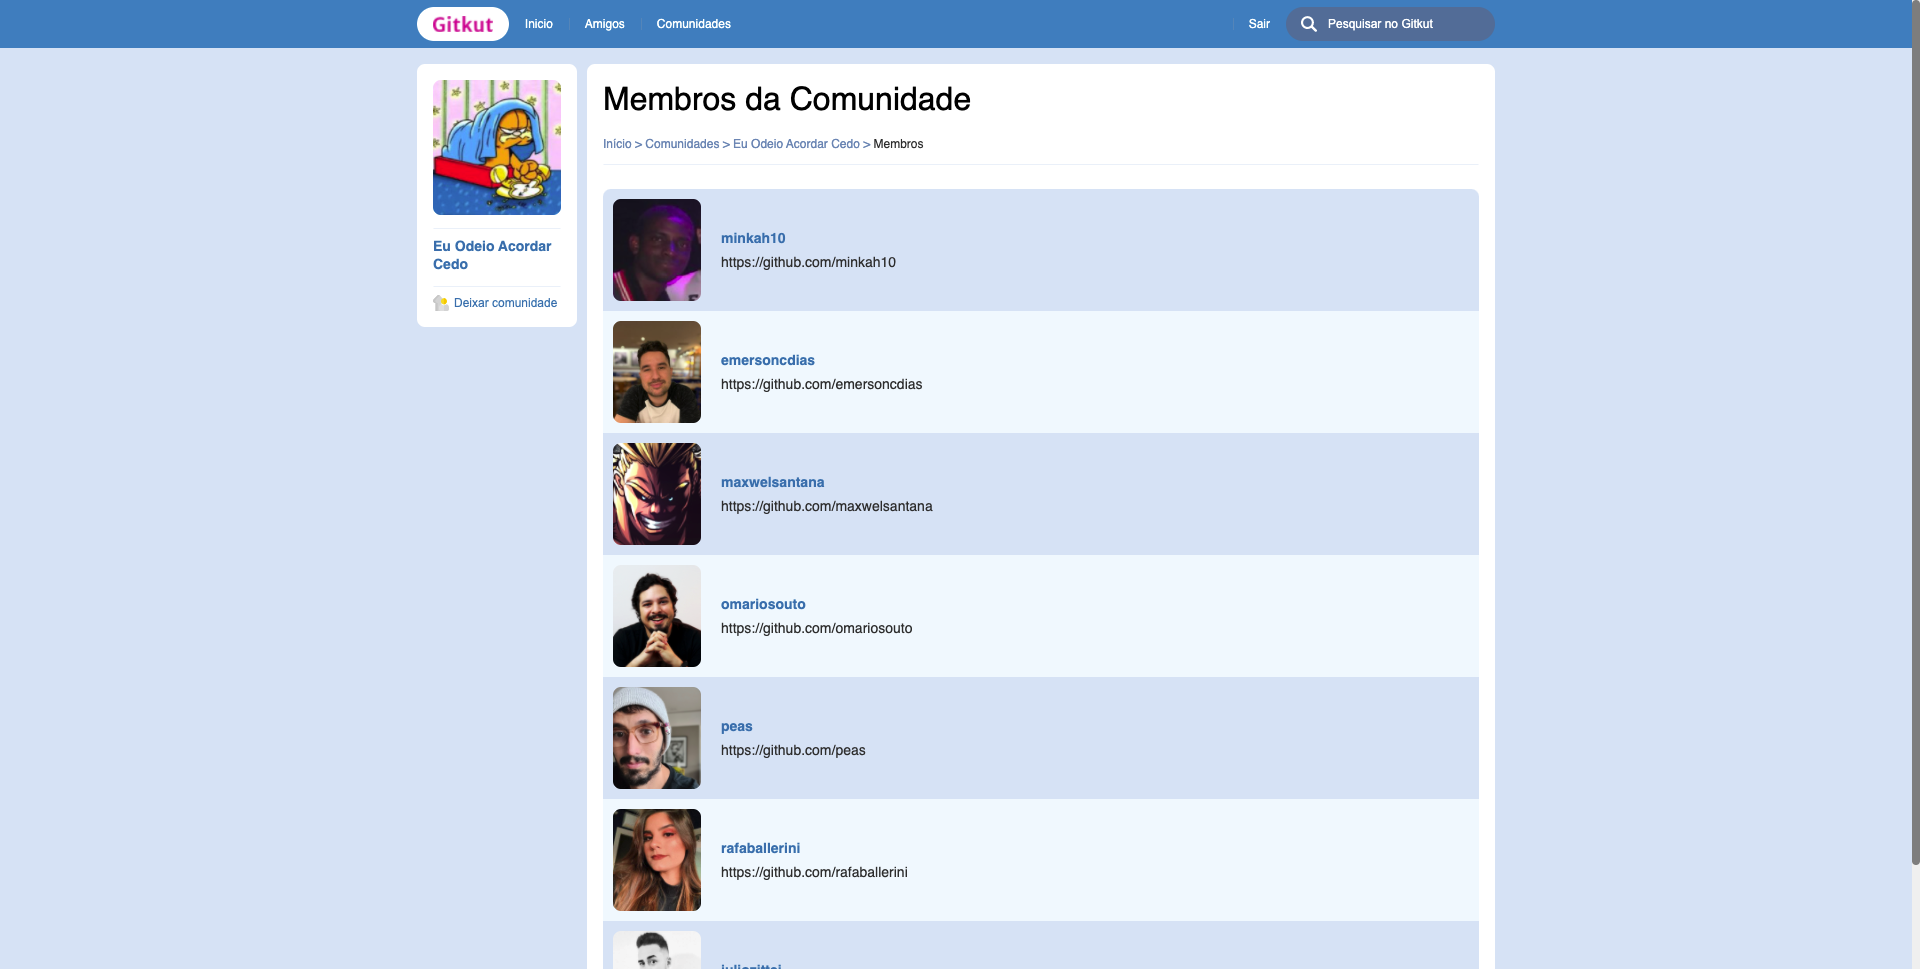 Gitkut
Inicio
Amigos
Comunidades
Sair
Pesquisar no Gitkut
Eu Odeio Acordar
Cedo
Deixar comunidade
Membros da Comunidade
Início > Comunidades > Eu Odeio Acordar Cedo > Membros
minkah10
https://github.com/minkah10
emersoncdias
https://github.com/emersoncdias
maxwelsantana
https://github.com/maxwelsantana
omariosouto
https://github.com/omariosouto
peas
https://github.com/peas
rafaballerini
https://github.com/rafaballerini